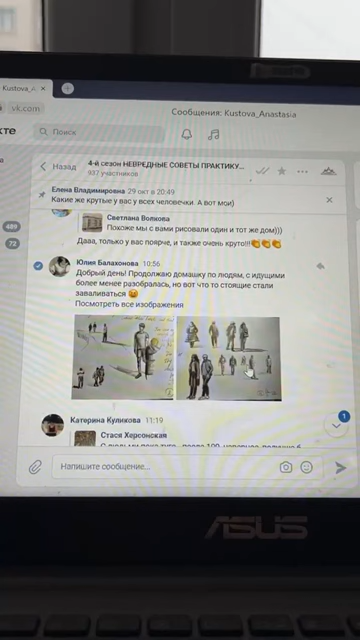 Kustova_A
vk.com
Сообщения: Kustova_Anastasia
кте
Поиск
Назад
4-й сезон НЕВРЕДНЫЕ СОВЕТЫ ПРАКТИКУ...
937 участников
Елена Владимировна 29 окт в 20:49
Какие же крутые у вас у всех человечки. А вот мои)
Светлана Волкова
Похоже мы с вами рисовали один и тот же дом)))
Дааа, только у вас поярче, и также очень круто!!!
489
72
Юлия Балахонова 10:56
Добрый день! Продолжаю домашку по людям, с идущими
более менее разобралась, но вот что то стоящие стали
заваливаться
Посмотреть все изображения
Катерина Куликова 11:19
1
Стася Херсонская
Напишите сообщение...
ASUS